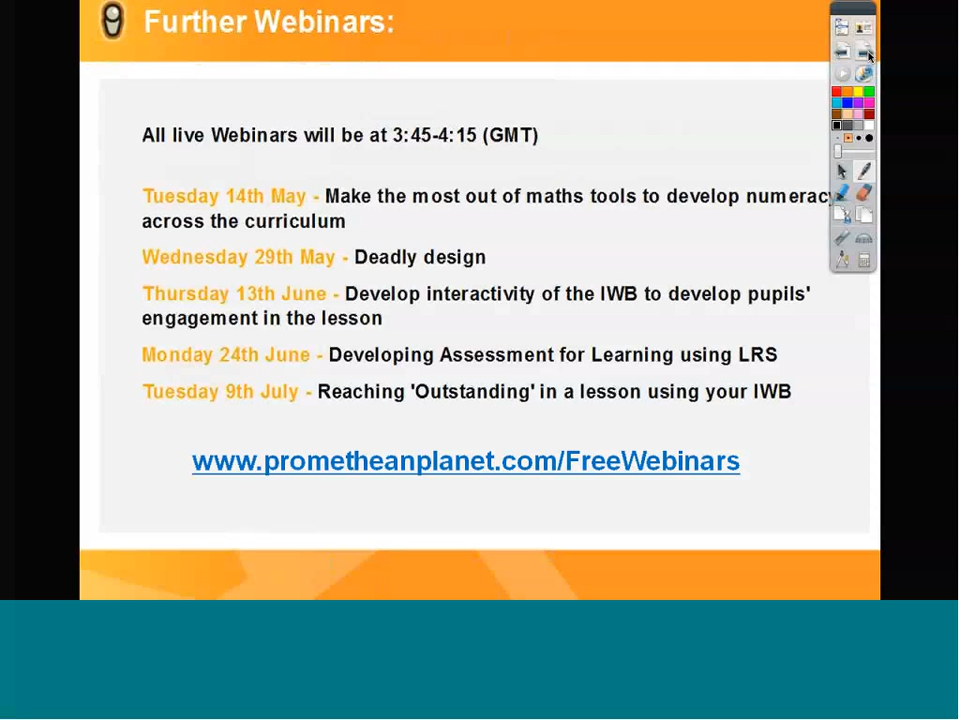 Further Webinars:
All live Webinars will be at 3:45-4:15 (GMT)
Tuesday 14th May - Make the most out of maths tools to develop numeracy
across the curriculum
Wednesday 29th May - Deadly design
Thursday 13th June - Develop interactivity of the IWB to develop pupils'
engagement in the lesson
Monday 24th June - Developing Assessment for Learning using LRS
Tuesday 9th July - Reaching 'Outstanding' in a lesson using your IWB
www.prometheanplanet.com/FreeWebinars